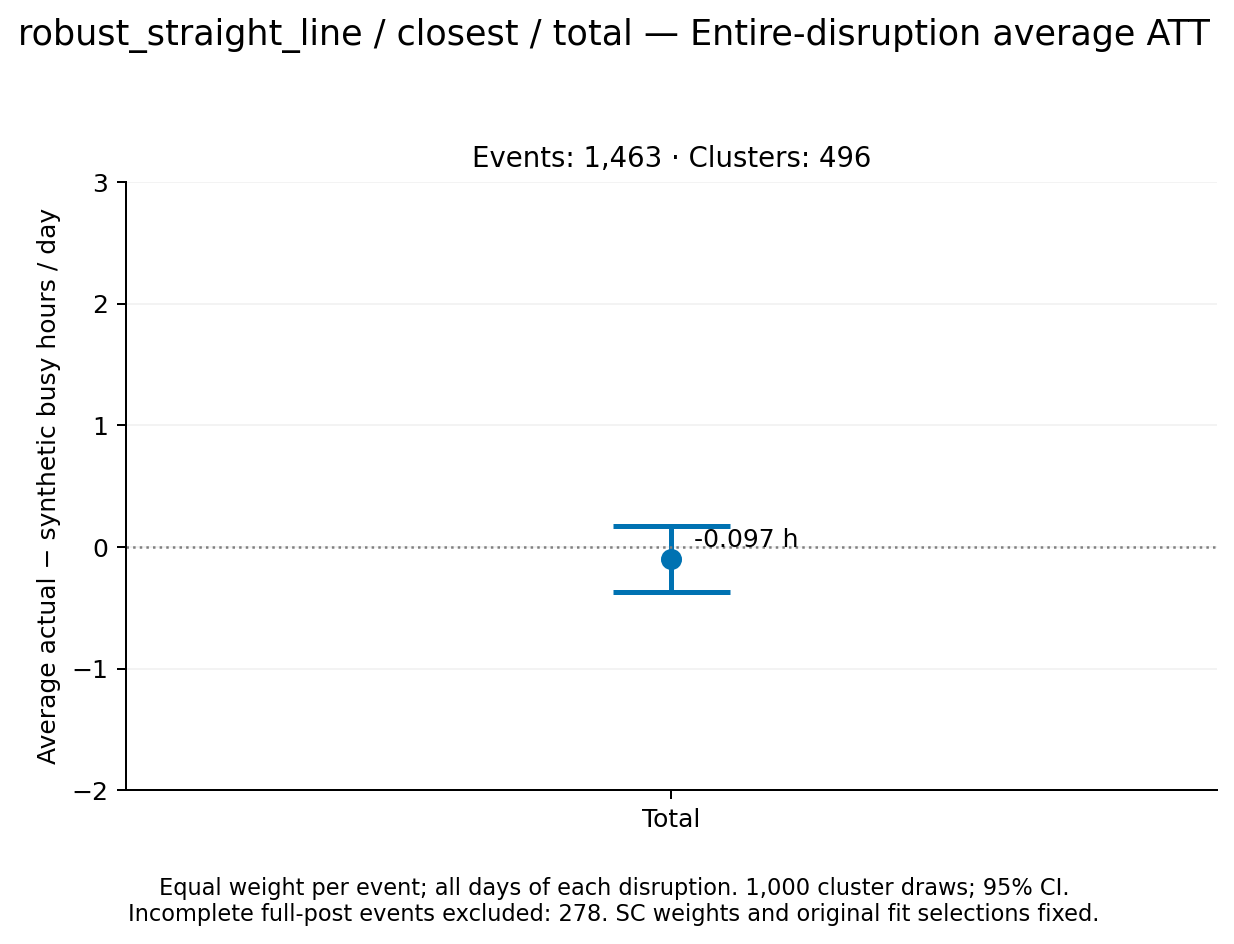 robust_straight_line / closest / total — Entire-disruption average ATT
Events: 1,463 · Clusters: 496
Average actual − synthetic busy hours / day
3
2
1
0
−1
−2
-0.097 h
Total
Equal weight per event; all days of each disruption. 1,000 cluster draws; 95% CI.
Incomplete full-post events excluded: 278. SC weights and original fit selections fixed.